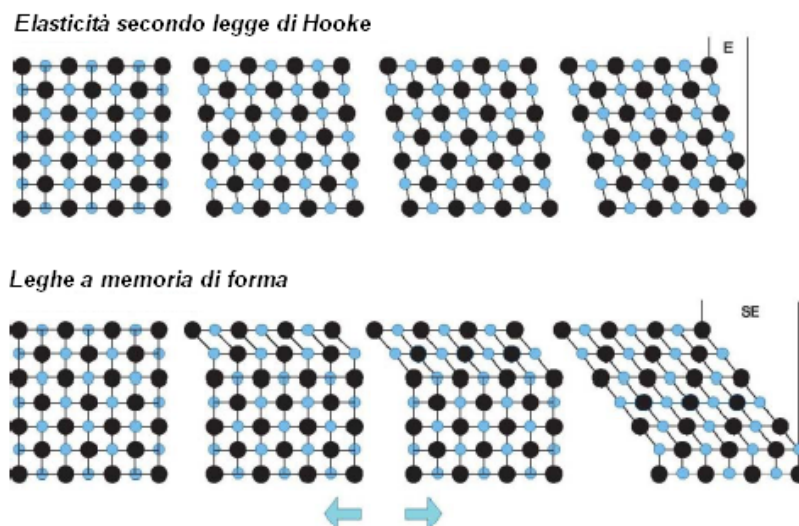 Elasticità secondo legge di Hooke
E
Leghe a memoria di forma
SE